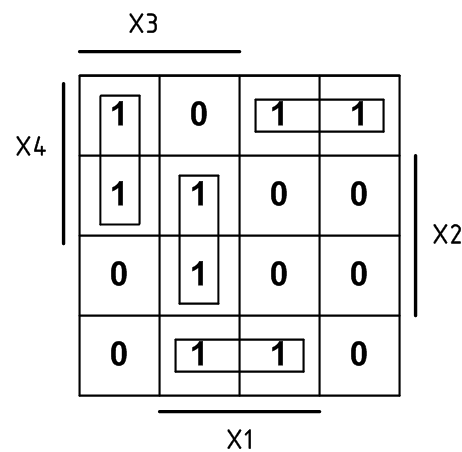 X3
1 0 1 1
X4
1 1 0 0
X2
0 1 0 0
0 1 1 0
X1